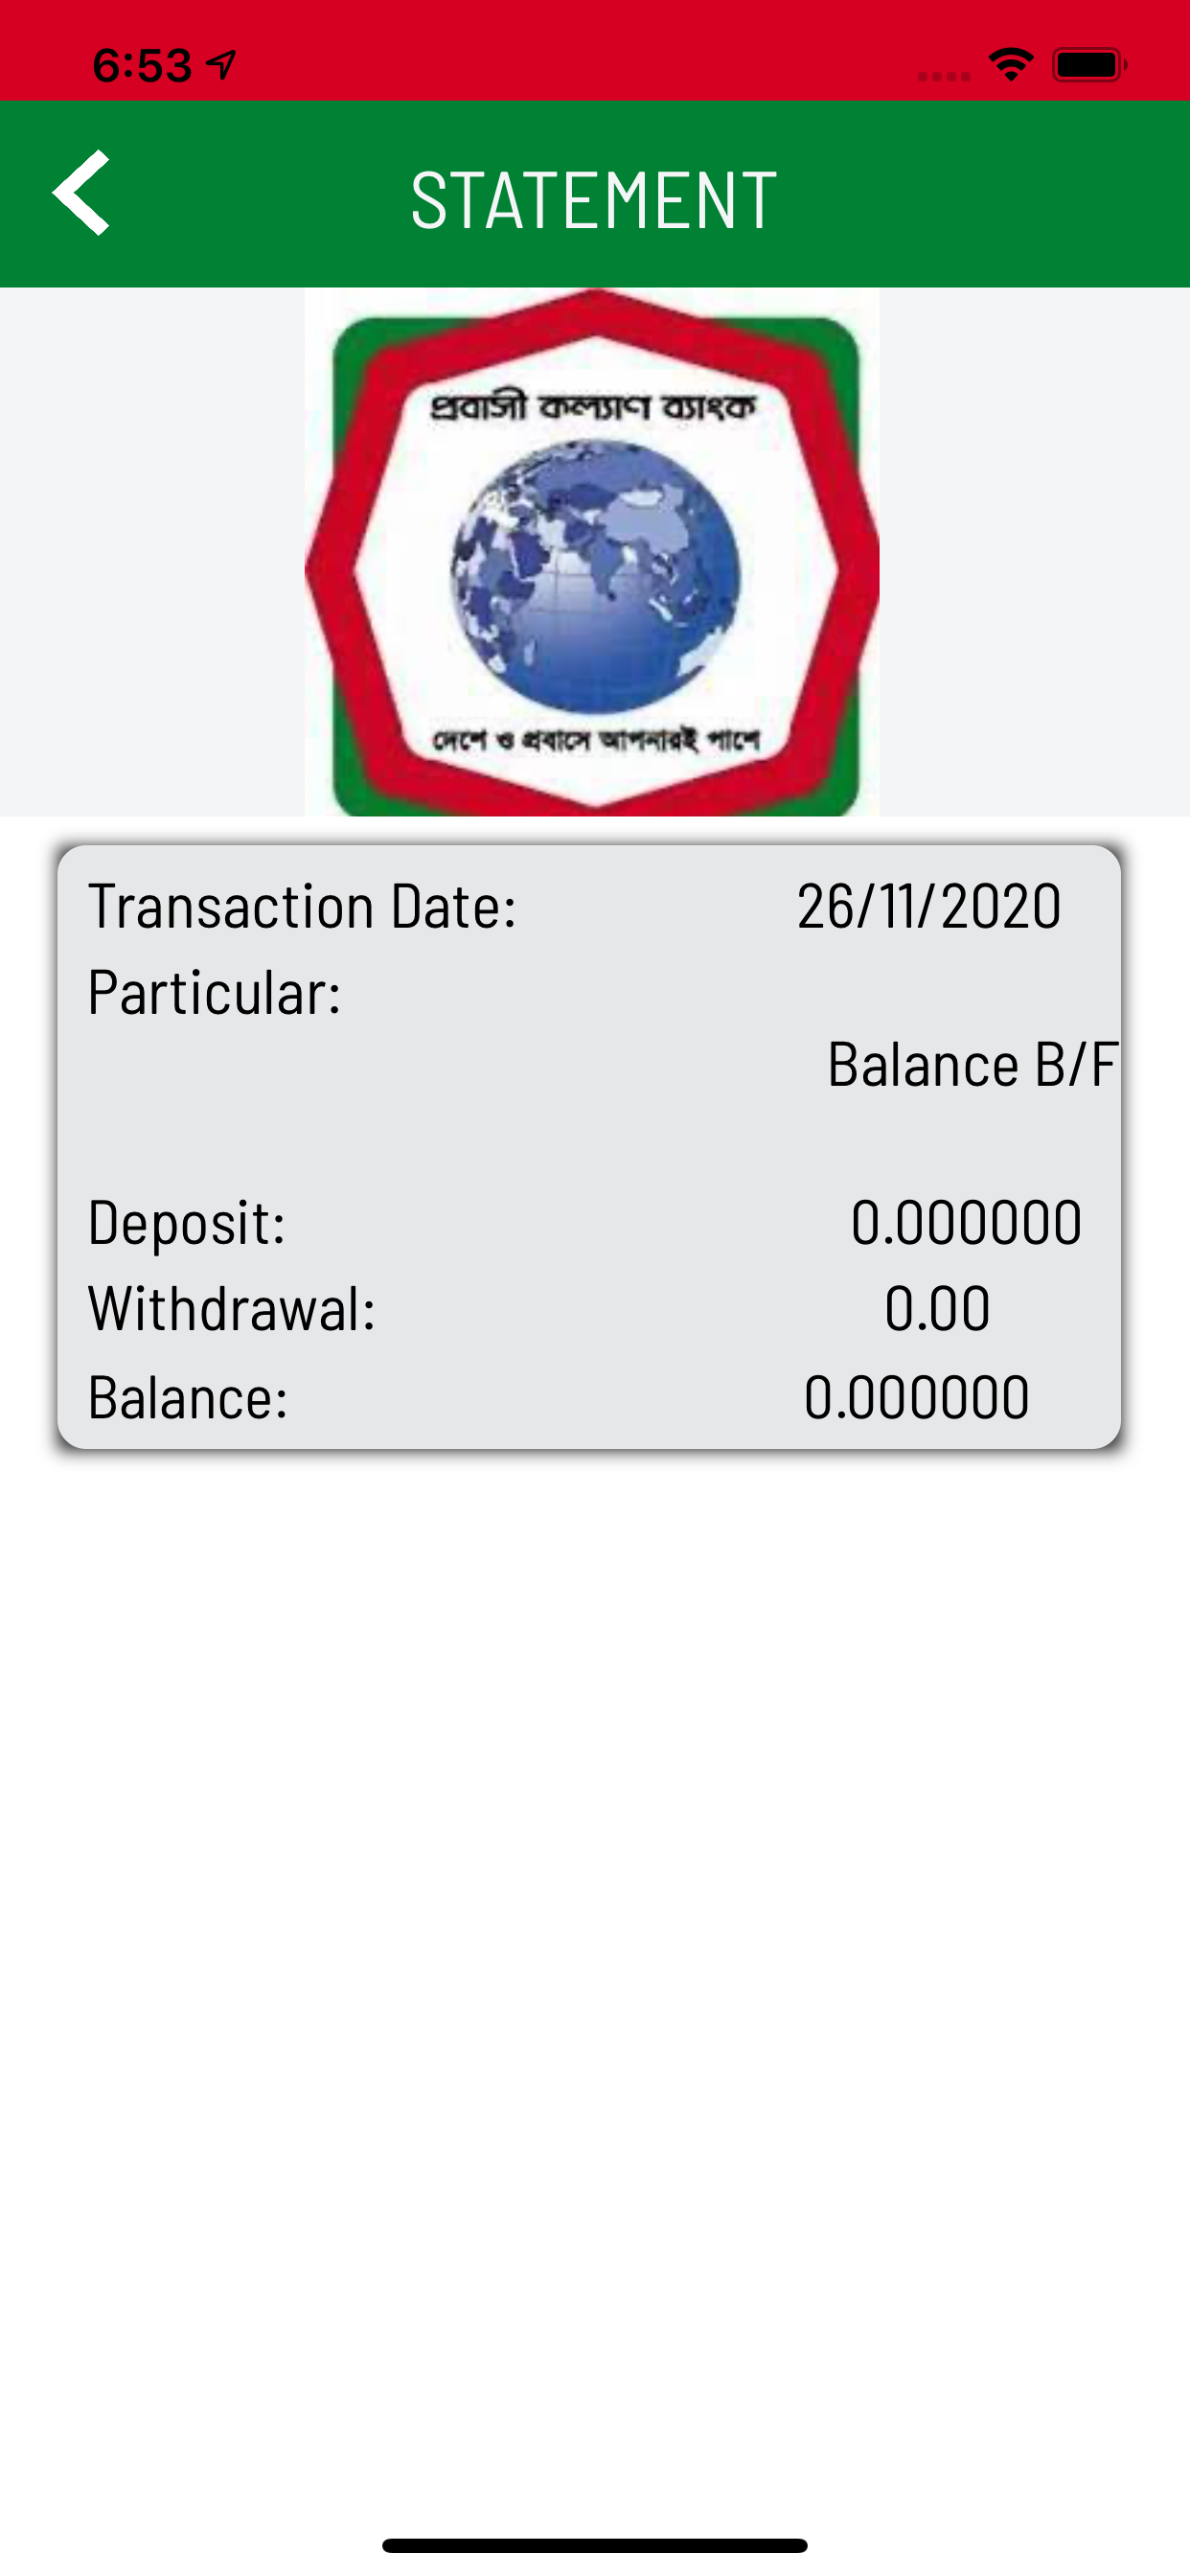 6:53
STATEMENT
প্রবাসী কল্যাণ ব্যাংক
দেশে ও প্রবাসে আপনারই পাশে
Transaction Date: 26/11/2020
Particular:
Balance B/F
Deposit: 0.000000
Withdrawal: 0.00
Balance: 0.000000